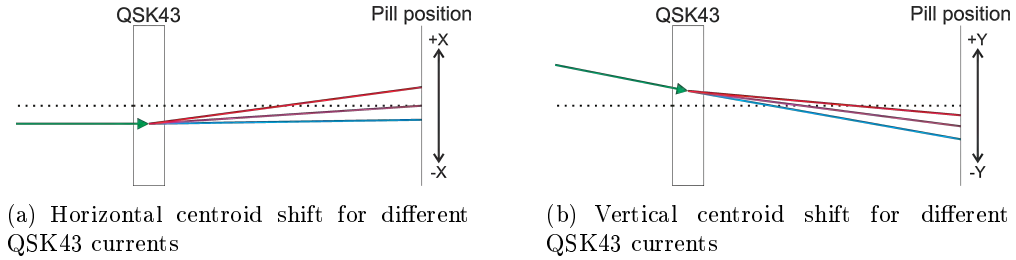 QSK43
Pill position
+X
-X
(a) Horizontal centroid shift for different
QSK43 currents
QSK43
Pill position
+Y
-Y
(b) Vertical centroid shift for different
QSK43 currents